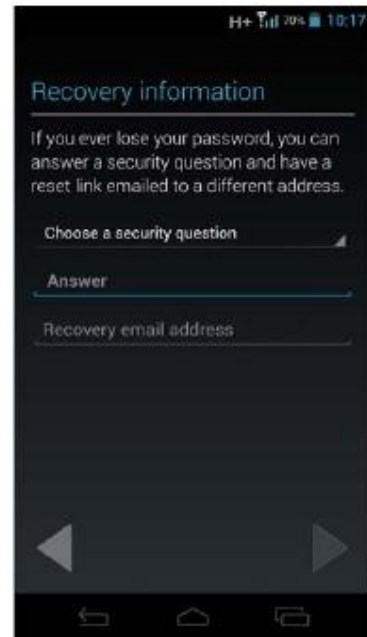 H+ 70% 10:17
Recovery information
If you ever lose your password, you can
answer a security question and have a
reset link emailed to a different address.
Choose a security question
Answer
Recovery email address